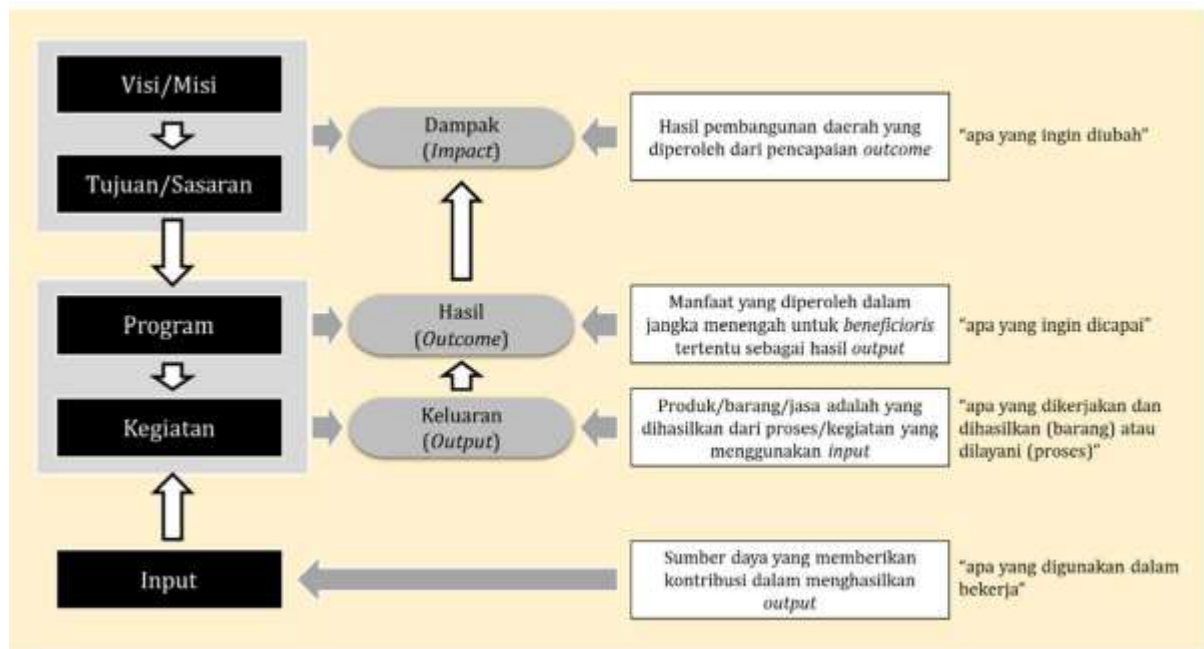 Visi/Misi
Tujuan/Sasaran
Dampak
(Impact)
Hasil pembangunan daerah yang
diperoleh dari pencapaian outcome
"apa yang ingin diubah"
Program
Hasil
(Outcome)
Manfaat yang diperoleh dalam
jangka menengah untuk beneficioris
tertentu sebagai hasil output
"apa yang ingin dicapai"
Kegiatan
Keluaran
(Output)
Produk/barang/jasa adalah yang
dihasilkan dari proses/kegiatan yang
menggunakan input
"apa yang dikerjakan dan
dihasilkan (barang) atau
dilayani (proses)"
Input
Sumber daya yang memberikan
kontribusi dalam menghasilkan
output
"apa yang digunakan dalam
bekerja"